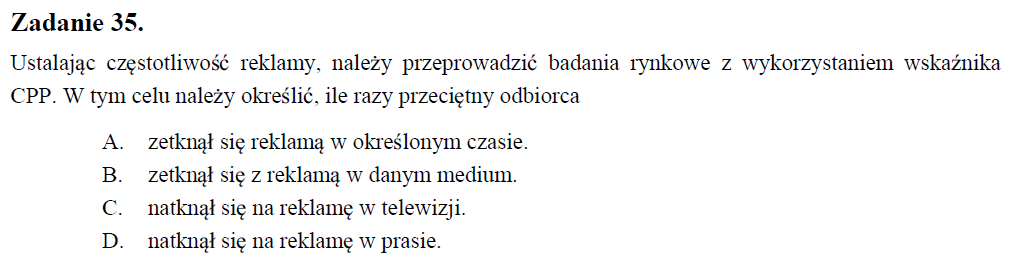 Zadanie 35.
Ustalając częstotliwość reklamy, należy przeprowadzić badania rynkowe z wykorzystaniem wskaźnika
CPP. W tym celu należy określić, ile razy przeciętny odbiorca
A. zetknął się reklamą w określonym czasie.
B. zetknął się z reklamą w danym medium.
C. natknął się na reklamę w telewizji.
D. natknął się na reklamę w prasie.